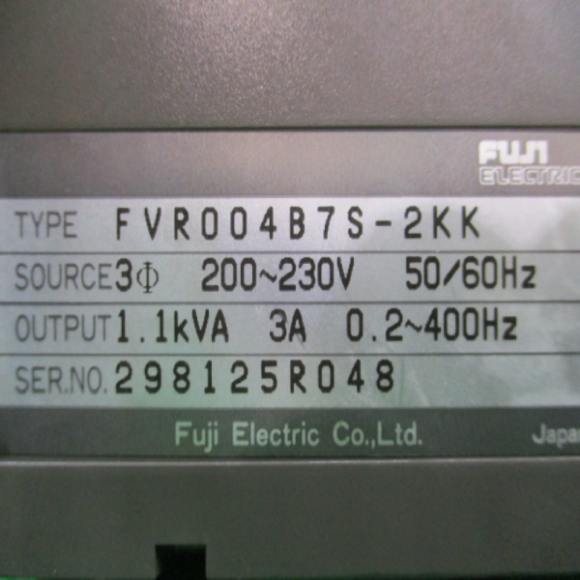 FUJI
ELECTRIC
TYPE FVR004B7S-2KK
SOURCE 3Φ 200~230V 50/60Hz
OUTPUT 1.1kVA 3A 0.2~400Hz
SER.NO. 298125R048
Fuji Electric Co.,Ltd. Japan